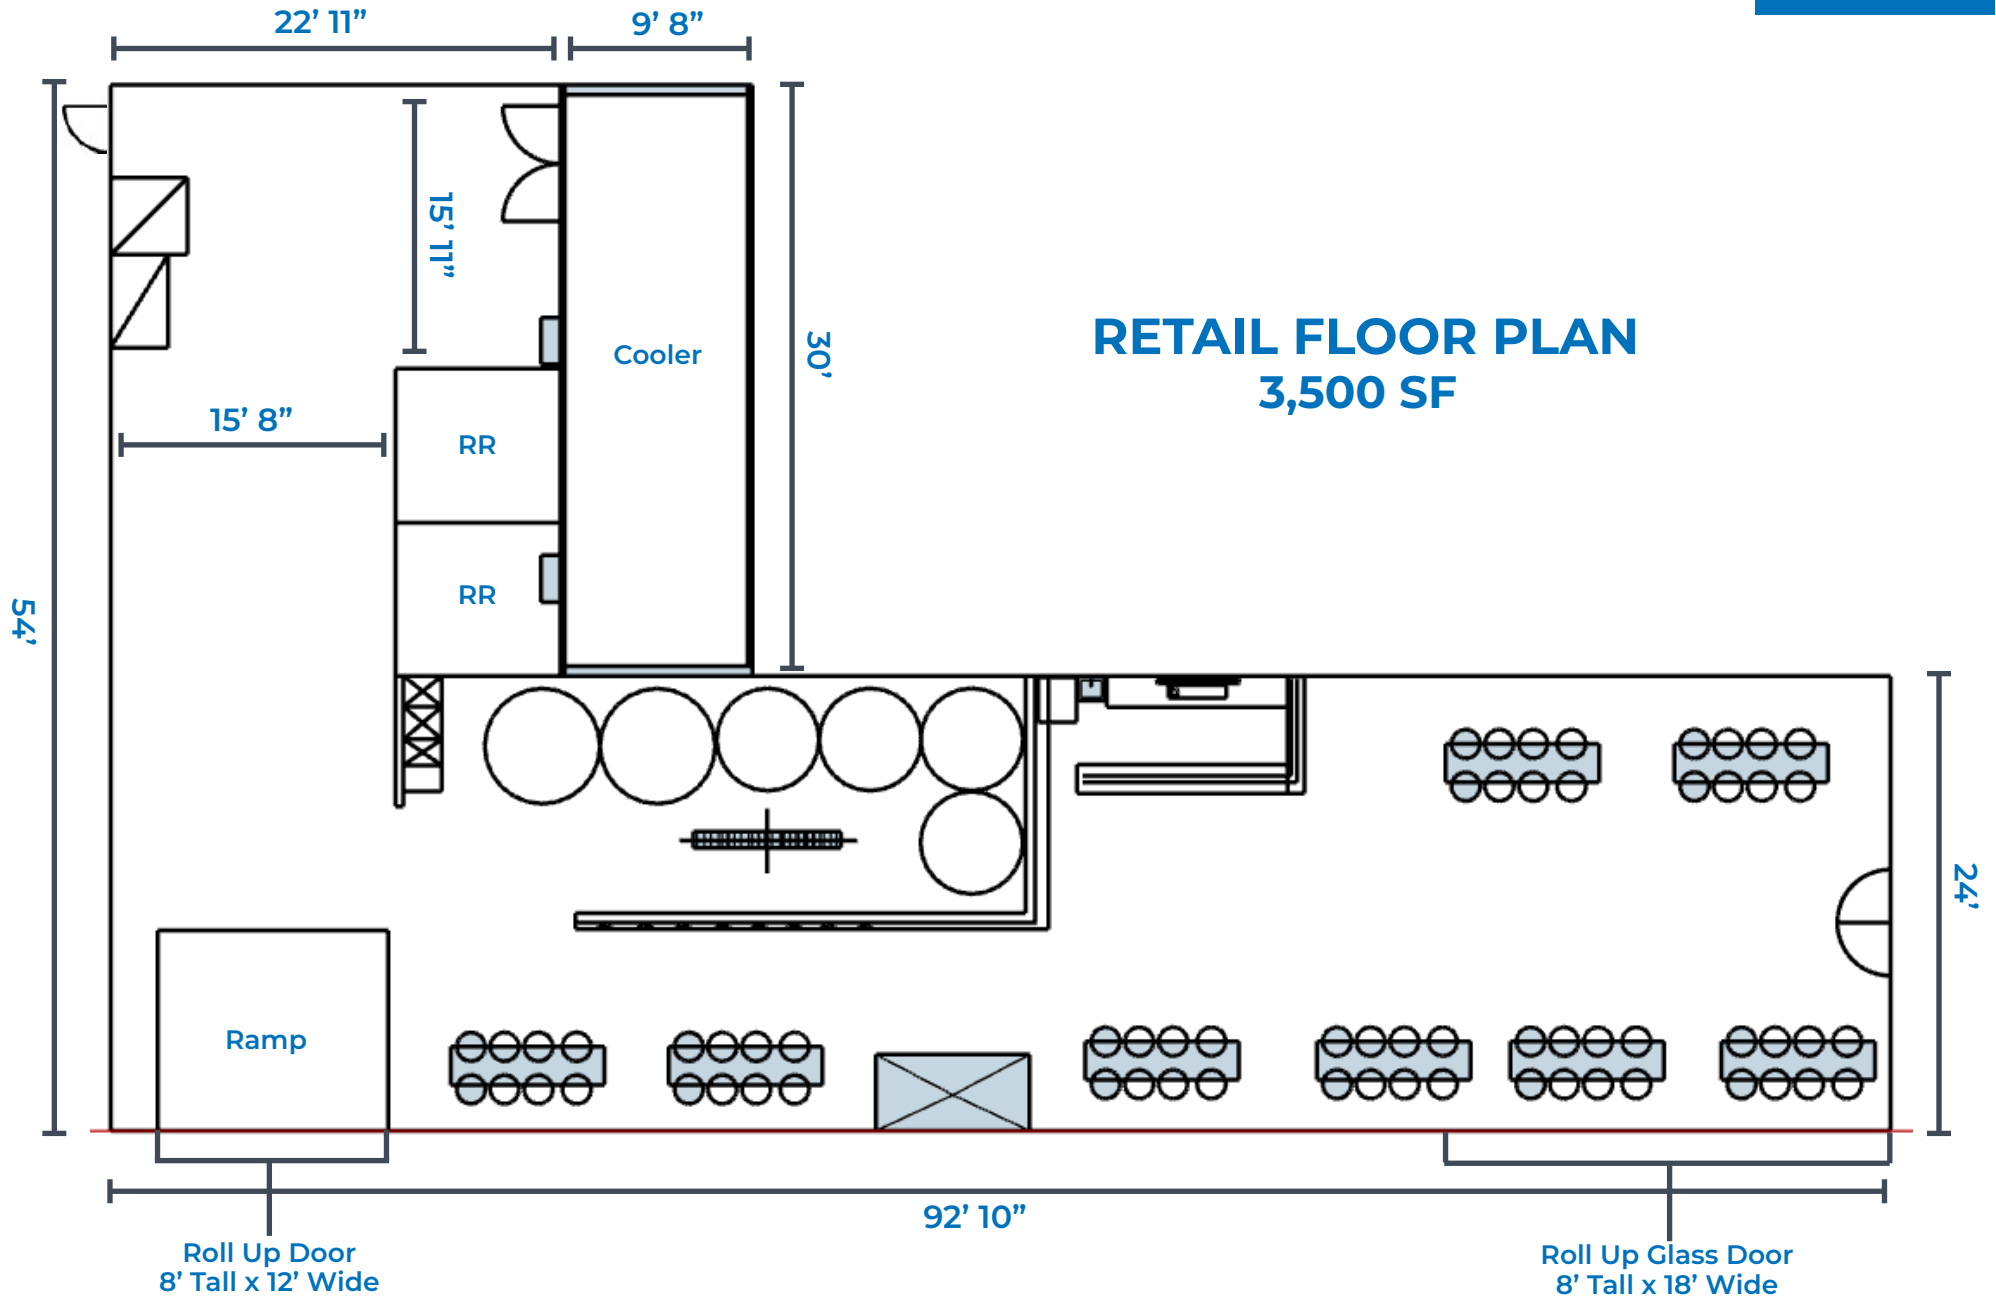 22’ 11”
9’ 8”
15’ 11”
30’
Cooler
RETAIL FLOOR PLAN
3,500 SF
15’ 8”
RR
RR
54’
24’
Ramp
92’ 10”
Roll Up Door
8’ Tall x 12’ Wide
Roll Up Glass Door
8’ Tall x 18’ Wide